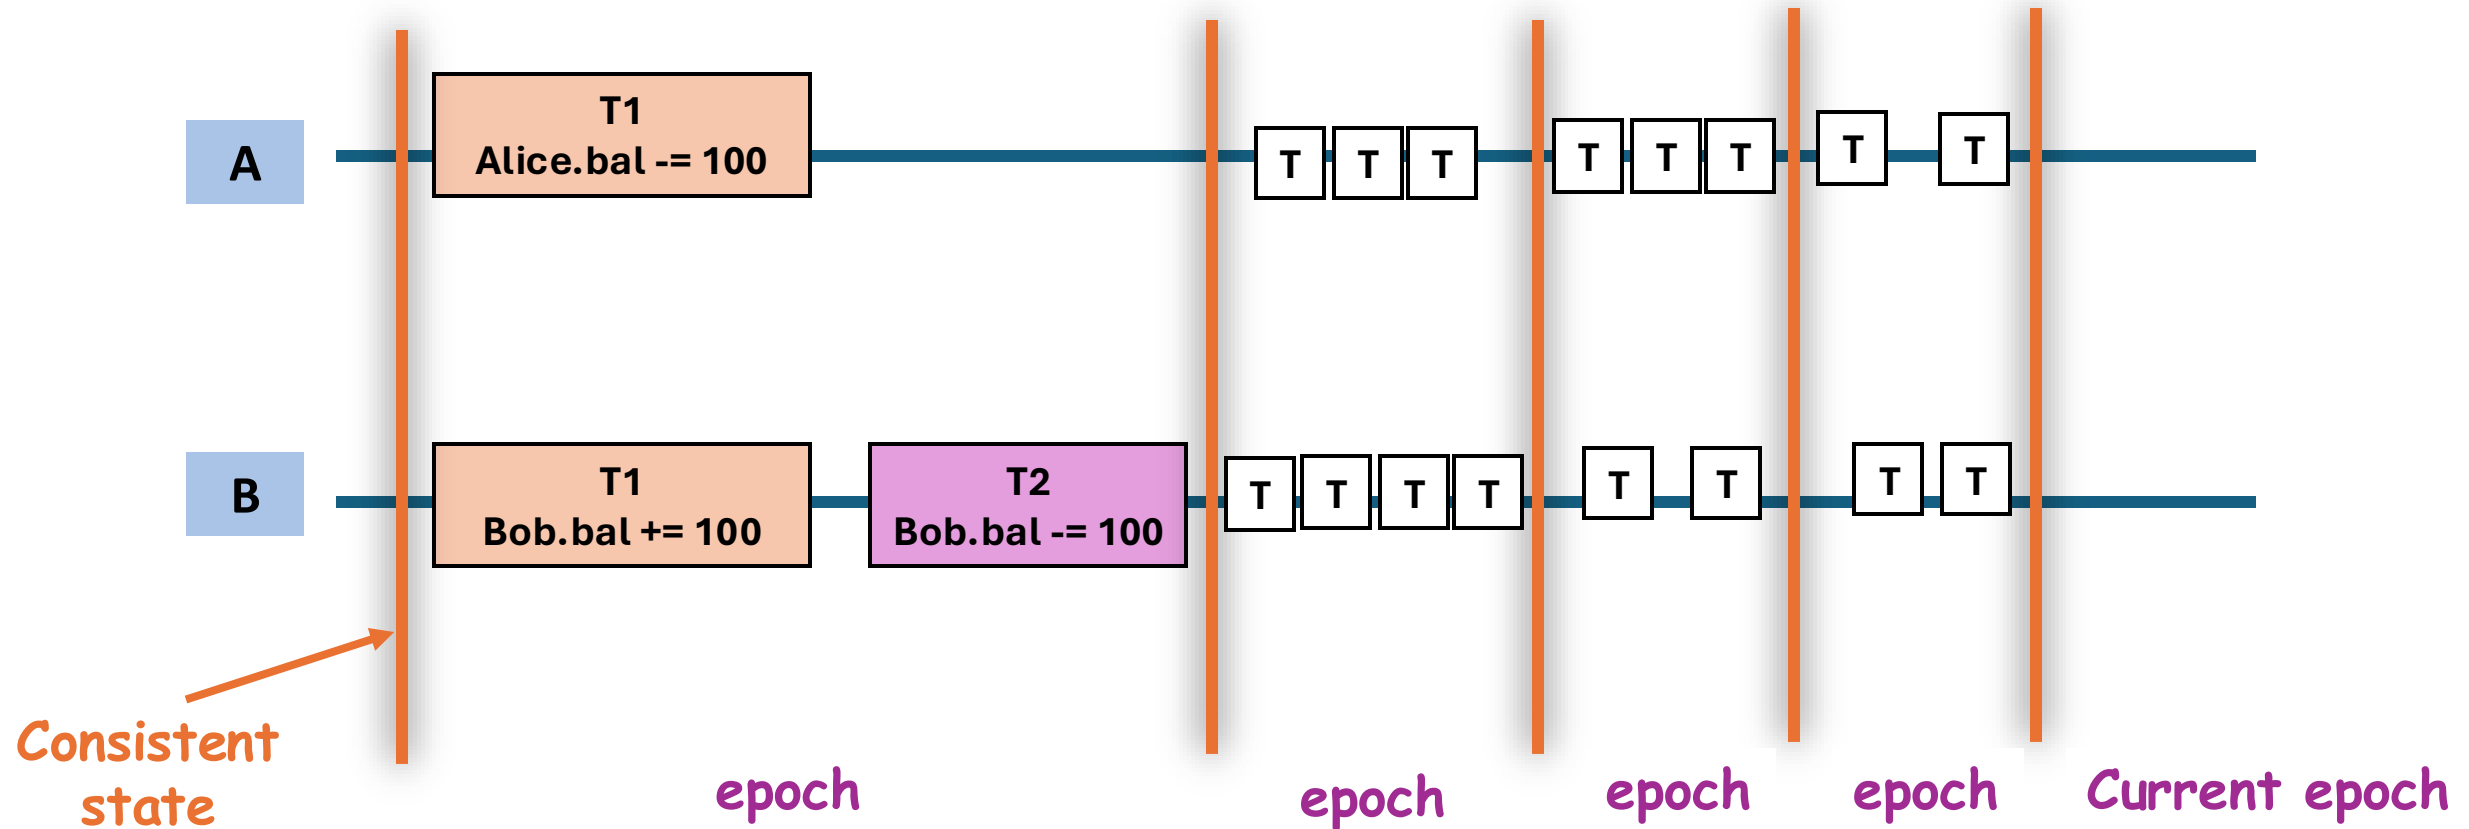 A
T1
Alice.bal -= 100
T T T
T T T
T T
B
T1
Bob.bal += 100
T2
Bob.bal -= 100
T T T T
T T
T T
Consistent
state
epoch
epoch
epoch
epoch
Current epoch